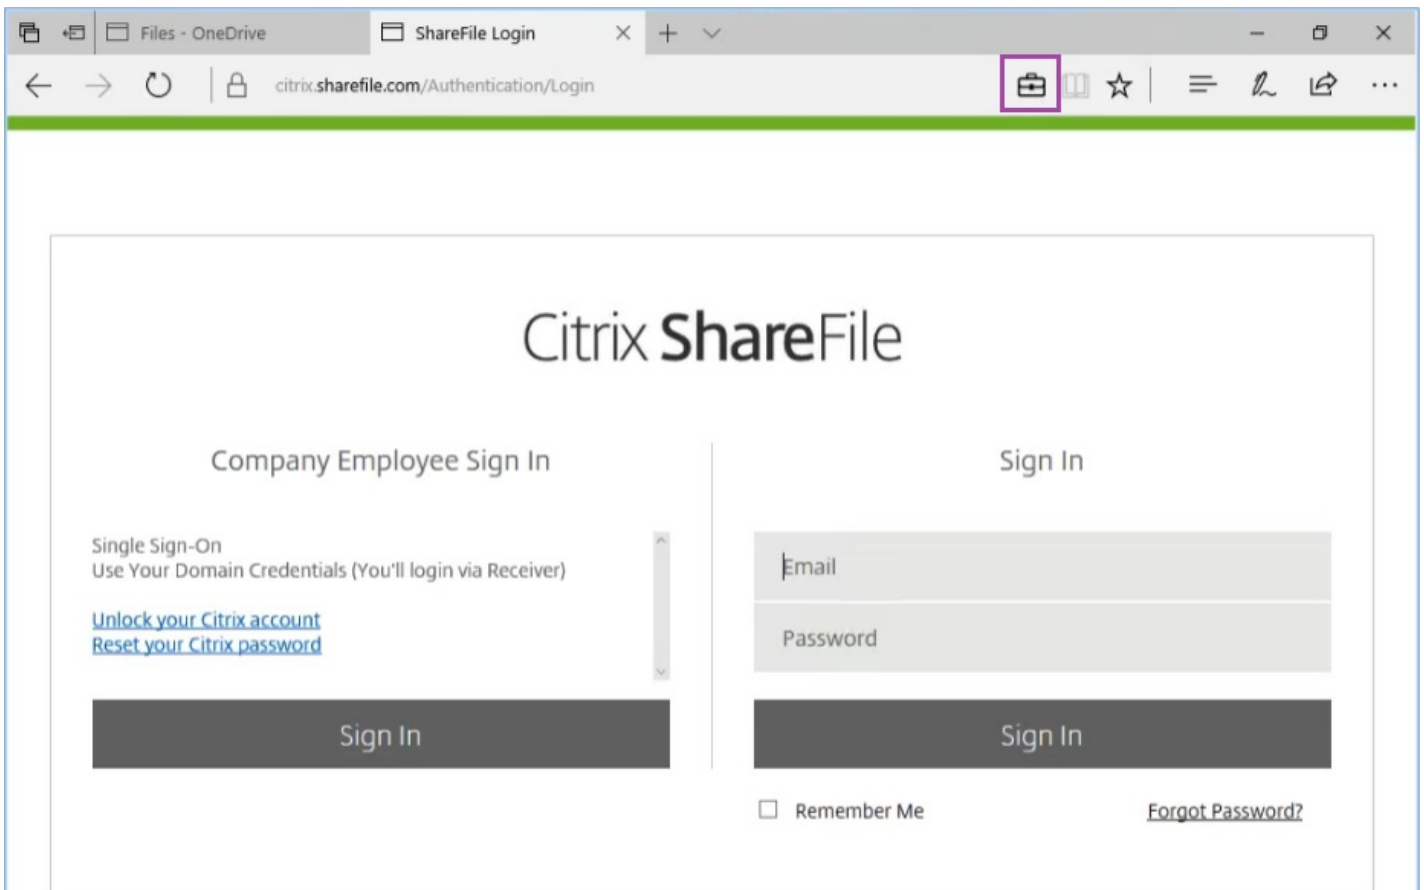 Files - OneDrive
ShareFile Login
citrix.sharefile.com/Authentication/Login
Citrix ShareFile
Company Employee Sign In
Single Sign-On
Use Your Domain Credentials (You'll login via Receiver)
Unlock your Citrix account
Reset your Citrix password
Sign In
Sign In
Email
Password
Sign In
Remember Me
Forgot Password?